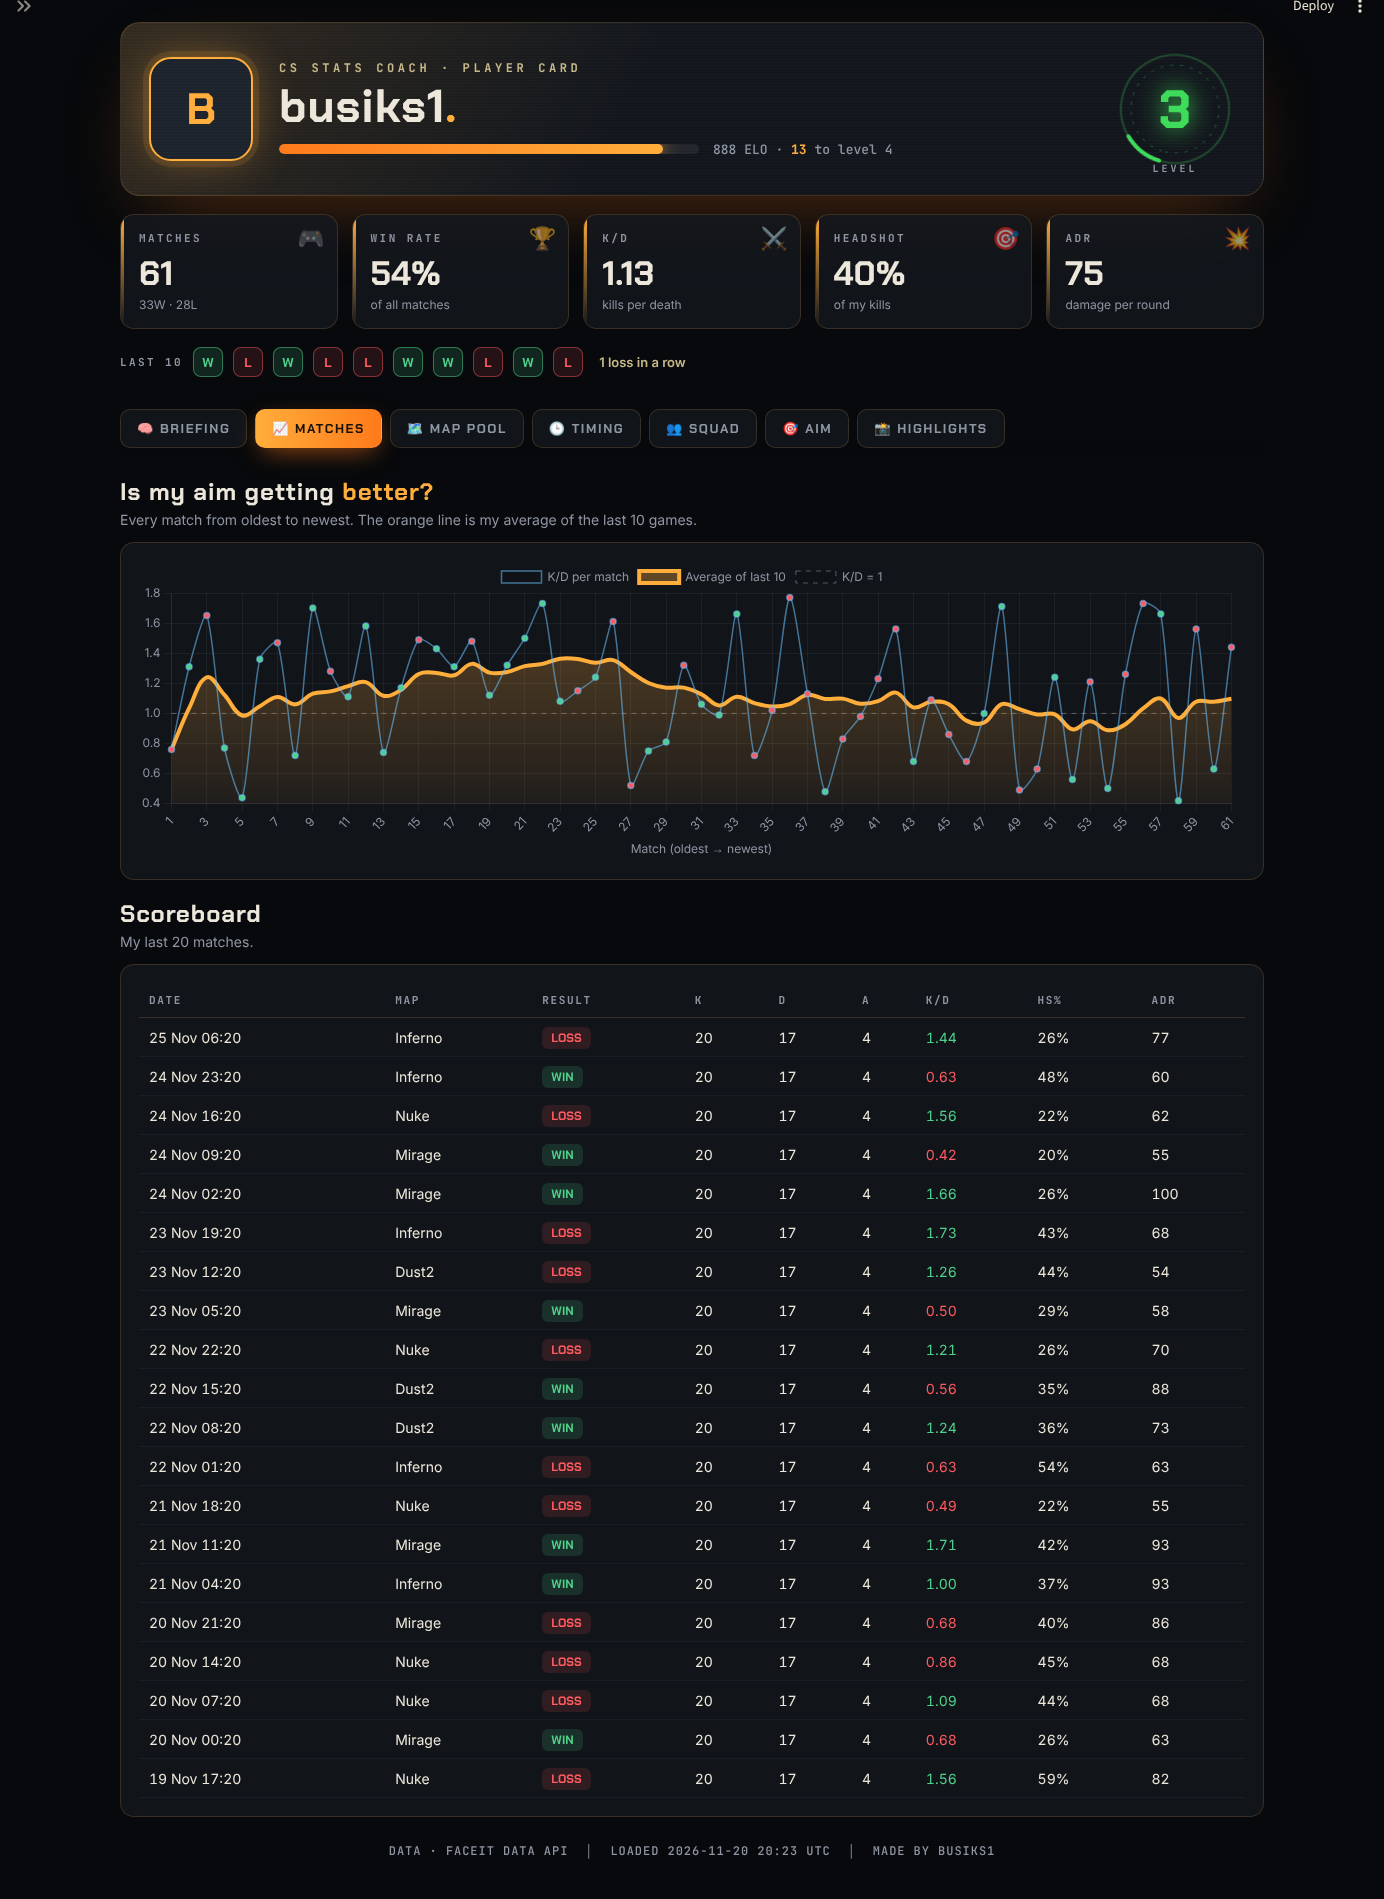 Deploy
B
CS STATS COACH · PLAYER CARD
busiks1.
888 ELO · 13 to level 4
3
LEVEL
MATCHES
61
33W · 28L
WIN RATE
54%
of all matches
K/D
1.13
kills per death
HEADSHOT
40%
of my kills
ADR
75
damage per round
LAST 10 W L W L L W W L W L 1 loss in a row
BRIEFING MATCHES MAP POOL TIMING SQUAD AIM HIGHLIGHTS
Is my aim getting better?
Every match from oldest to newest. The orange line is my average of the last 10 games.
K/D per match Average of last 10 K/D = 1
1.8
1.6
1.4
1.2
1.0
0.8
0.6
0.4
1 3 5 7 9 11 13 15 17 19 21 23 25 27 29 31 33 35 37 39 41 43 45 47 49 51 53 55 57 59 61
Match (oldest → newest)
Scoreboard
My last 20 matches.
DATE MAP RESULT K D A K/D HS% ADR
25 Nov 06:20 Inferno LOSS 20 17 4 1.44 26% 77
24 Nov 23:20 Inferno WIN 20 17 4 0.63 48% 60
24 Nov 16:20 Nuke LOSS 20 17 4 1.56 22% 62
24 Nov 09:20 Mirage WIN 20 17 4 0.42 20% 55
24 Nov 02:20 Mirage WIN 20 17 4 1.66 26% 100
23 Nov 19:20 Inferno LOSS 20 17 4 1.73 43% 68
23 Nov 12:20 Dust2 LOSS 20 17 4 1.26 44% 54
23 Nov 05:20 Mirage WIN 20 17 4 0.50 29% 58
22 Nov 22:20 Nuke LOSS 20 17 4 1.21 26% 70
22 Nov 15:20 Dust2 WIN 20 17 4 0.56 35% 88
22 Nov 08:20 Dust2 WIN 20 17 4 1.24 36% 73
22 Nov 01:20 Inferno LOSS 20 17 4 0.63 54% 63
21 Nov 18:20 Nuke LOSS 20 17 4 0.49 22% 55
21 Nov 11:20 Mirage WIN 20 17 4 1.71 42% 93
21 Nov 04:20 Inferno WIN 20 17 4 1.00 37% 93
20 Nov 21:20 Mirage LOSS 20 17 4 0.68 40% 86
20 Nov 14:20 Nuke LOSS 20 17 4 0.86 45% 68
20 Nov 07:20 Nuke LOSS 20 17 4 1.09 44% 68
20 Nov 00:20 Mirage WIN 20 17 4 0.68 26% 63
19 Nov 17:20 Nuke LOSS 20 17 4 1.56 59% 82
DATA · FACEIT DATA API | LOADED 2026-11-20 20:23 UTC | MADE BY BUSIKS1